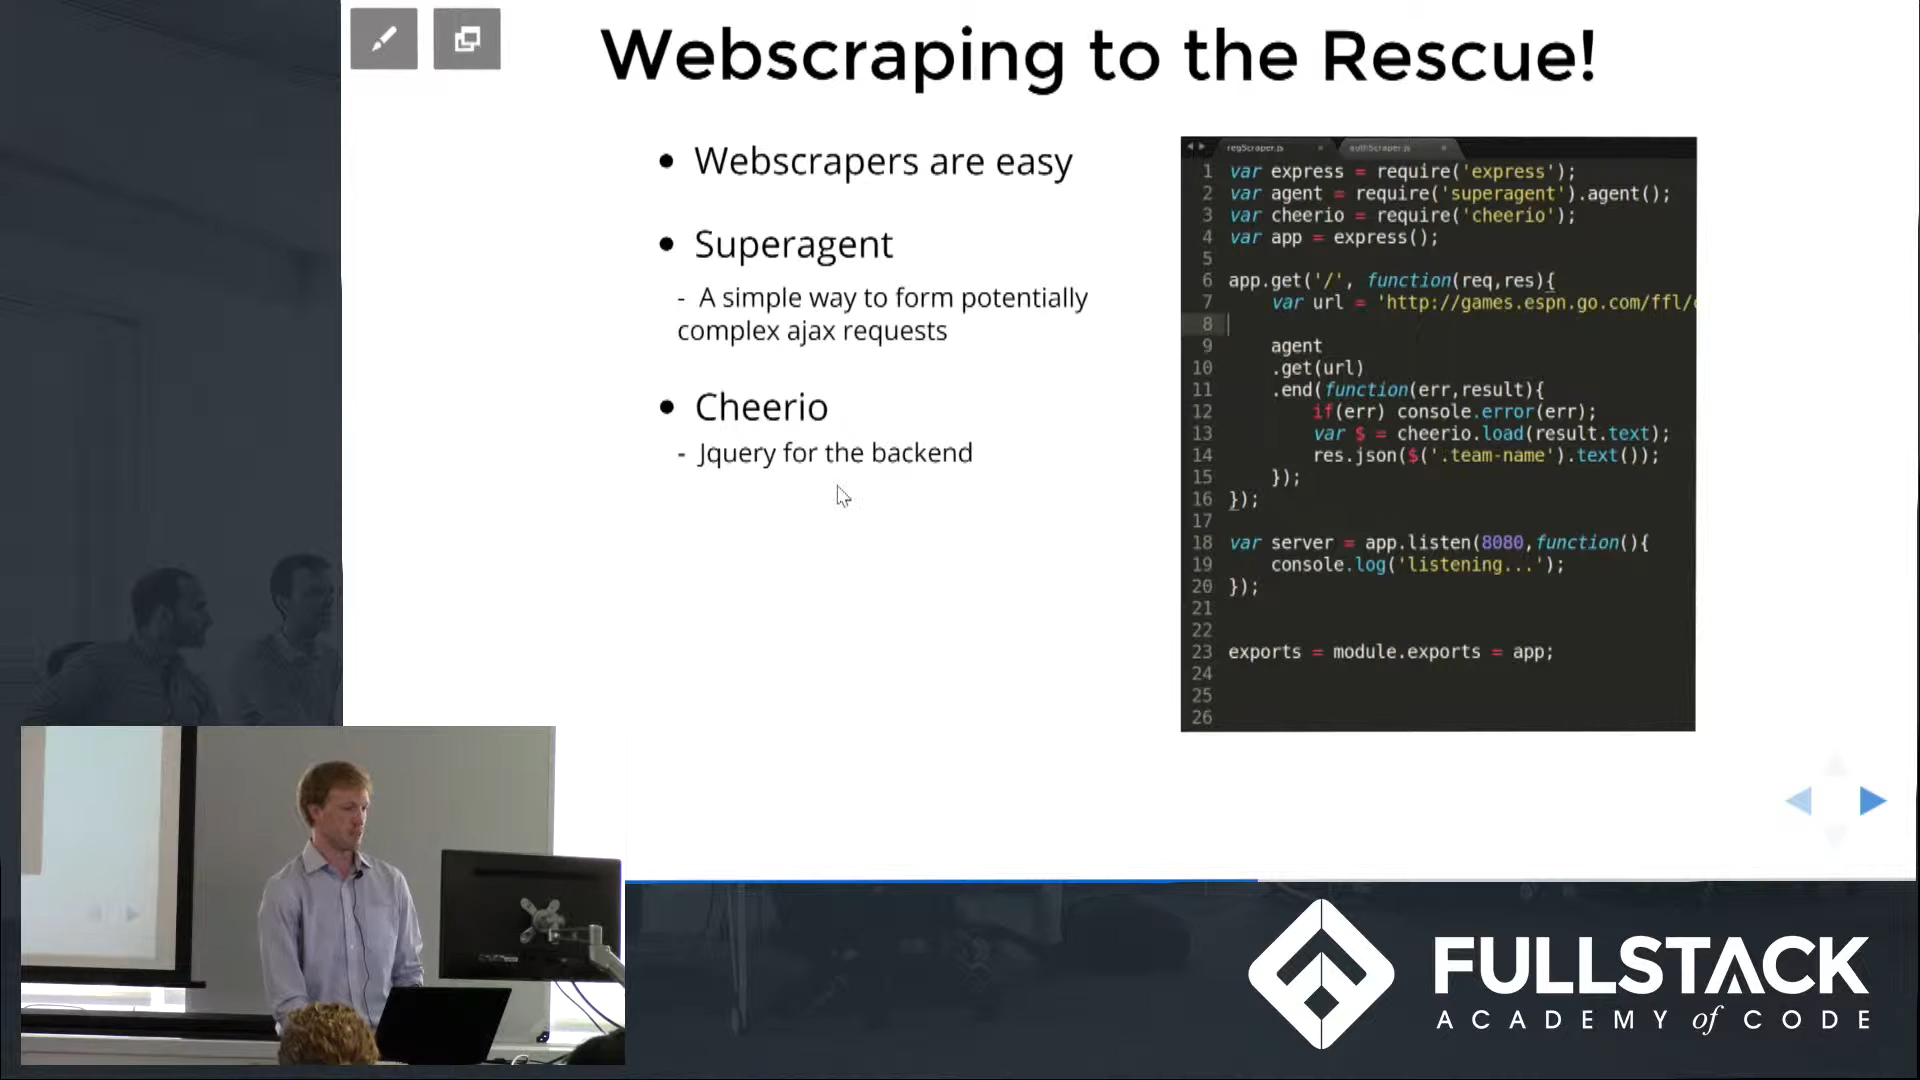 Webscraping to the Rescue!
• Webscrapers are easy
• Superagent
- A simple way to form potentially
complex ajax requests
• Cheerio
- Jquery for the backend
regScraper.js
authScraper.js
1 var express = require('express');
2 var agent = require('superagent').agent();
3 var cheerio = require('cheerio');
4 var app = express();
5
6 app.get('/', function(req,res){
7 var url = 'http://games.espn.go.com/ffl/
8
9 agent
10 .get(url)
11 .end(function(err,result){
12 if(err) console.error(err);
13 var $ = cheerio.load(result.text);
14 res.json($('.team-name').text());
15 });
16 });
17
18 var server = app.listen(8080,function(){
19 console.log('listening...');
20 });
21
22
23 exports = module.exports = app;
24
25
26
FULLSTACK
ACADEMY of CODE